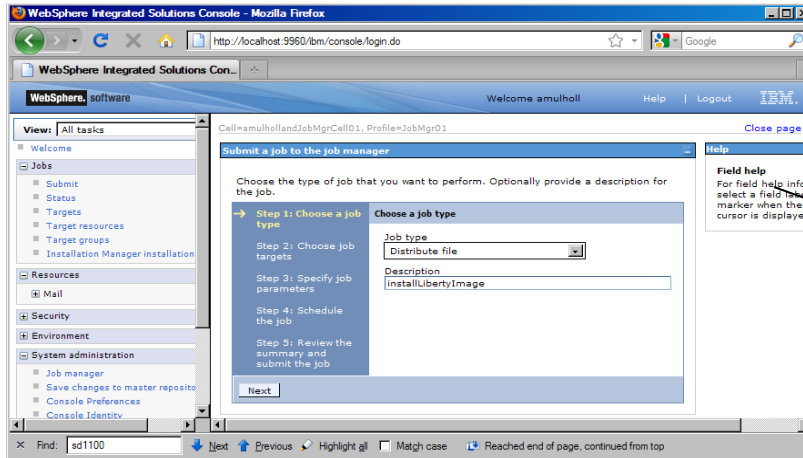 WebSphere Integrated Solutions Console - Mozilla Firefox
http://localhost:9960/ibm/console/login.do
Google
WebSphere Integrated Solutions Con...
WebSphere. software
Welcome amulholl
Help | Logout
IBM.
View: All tasks
Cell=amulhollandJobMgrCell01, Profile=JobMgr01
Close page
Welcome
Jobs
Submit
Status
Targets
Target resources
Target groups
Installation Manager installation
Resources
Mail
Security
Environment
System administration
Job manager
Save changes to master reposito
Console Preferences
Console Identity
Submit a job to the job manager
Choose the type of job that you want to perform. Optionally provide a description for
the job.
Step 1: Choose a job
type
Step 2: Choose job
targets
Step 3: Specify job
parameters
Step 4: Schedule
the job
Step 5: Review the
summary and
submit the job
Choose a job type
Job type
Distribute file
Description
installLibertyImage
Next
Help
Field help
For field help info
select a field labe
marker when the
cursor is displaye
Find: sd1100
Next
Previous
Highlight all
Match case
Reached end of page, continued from top